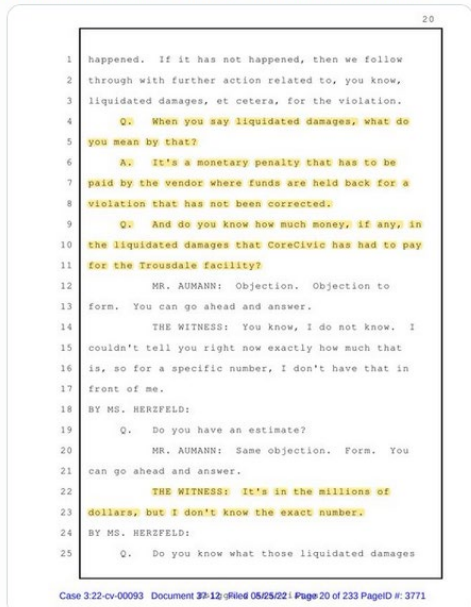 20
1 happened. If it has not happened, then we follow
2 through with further action related to, you know,
3 liquidated damages, et cetera, for the violation.
4 Q. When you say liquidated damages, what do
5 you mean by that?
6 A. It's a monetary penalty that has to be
7 paid by the vendor where funds are held back for a
8 violation that has not been corrected.
9 Q. And do you know how much money, if any, in
10 the liquidated damages that CoreCivic has had to pay
11 for the Trousdale facility?
12 MR. AUMANN: Objection. Objection to
13 form. You can go ahead and answer.
14 THE WITNESS: You know, I do not know. I
15 couldn't tell you right now exactly how much that
16 is, so for a specific number, I don't have that in
17 front of me.
18 BY MS. HERZFELD:
19 Q. Do you have an estimate?
20 MR. AUMANN: Same objection. Form. You
21 can go ahead and answer.
22 THE WITNESS: It's in the millions of
23 dollars, but I don't know the exact number.
24 BY MS. HERZFELD:
25 Q. Do you know what those liquidated damages
Case 3:22-cv-00093 Document 37-12 Filed 05/25/22 Page 20 of 233 PageID #: 3771